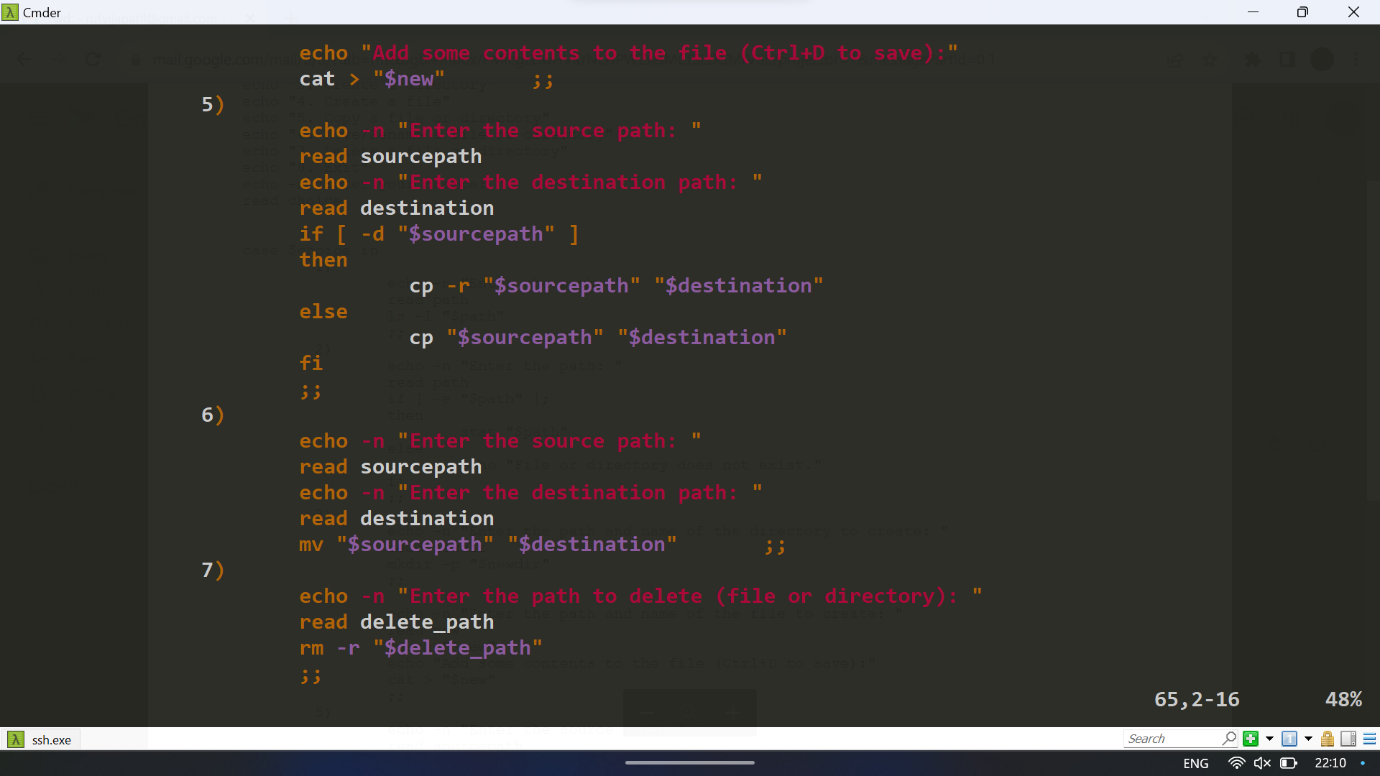 Cmder
echo "Add some contents to the file (Ctrl+D to save):"
cat > "$new" ;;
5)
echo -n "Enter the source path: "
read sourcepath
echo -n "Enter the destination path: "
read destination
if [ -d "$sourcepath" ]
then
cp -r "$sourcepath" "$destination"
else
cp "$sourcepath" "$destination"
fi
;;
6)
echo -n "Enter the source path: "
read sourcepath
echo -n "Enter the destination path: "
read destination
mv "$sourcepath" "$destination" ;;
7)
echo -n "Enter the path to delete (file or directory): "
read delete_path
rm -r "$delete_path"
;;
65,2-16 48%
ssh.exe
Search
ENG 22:10